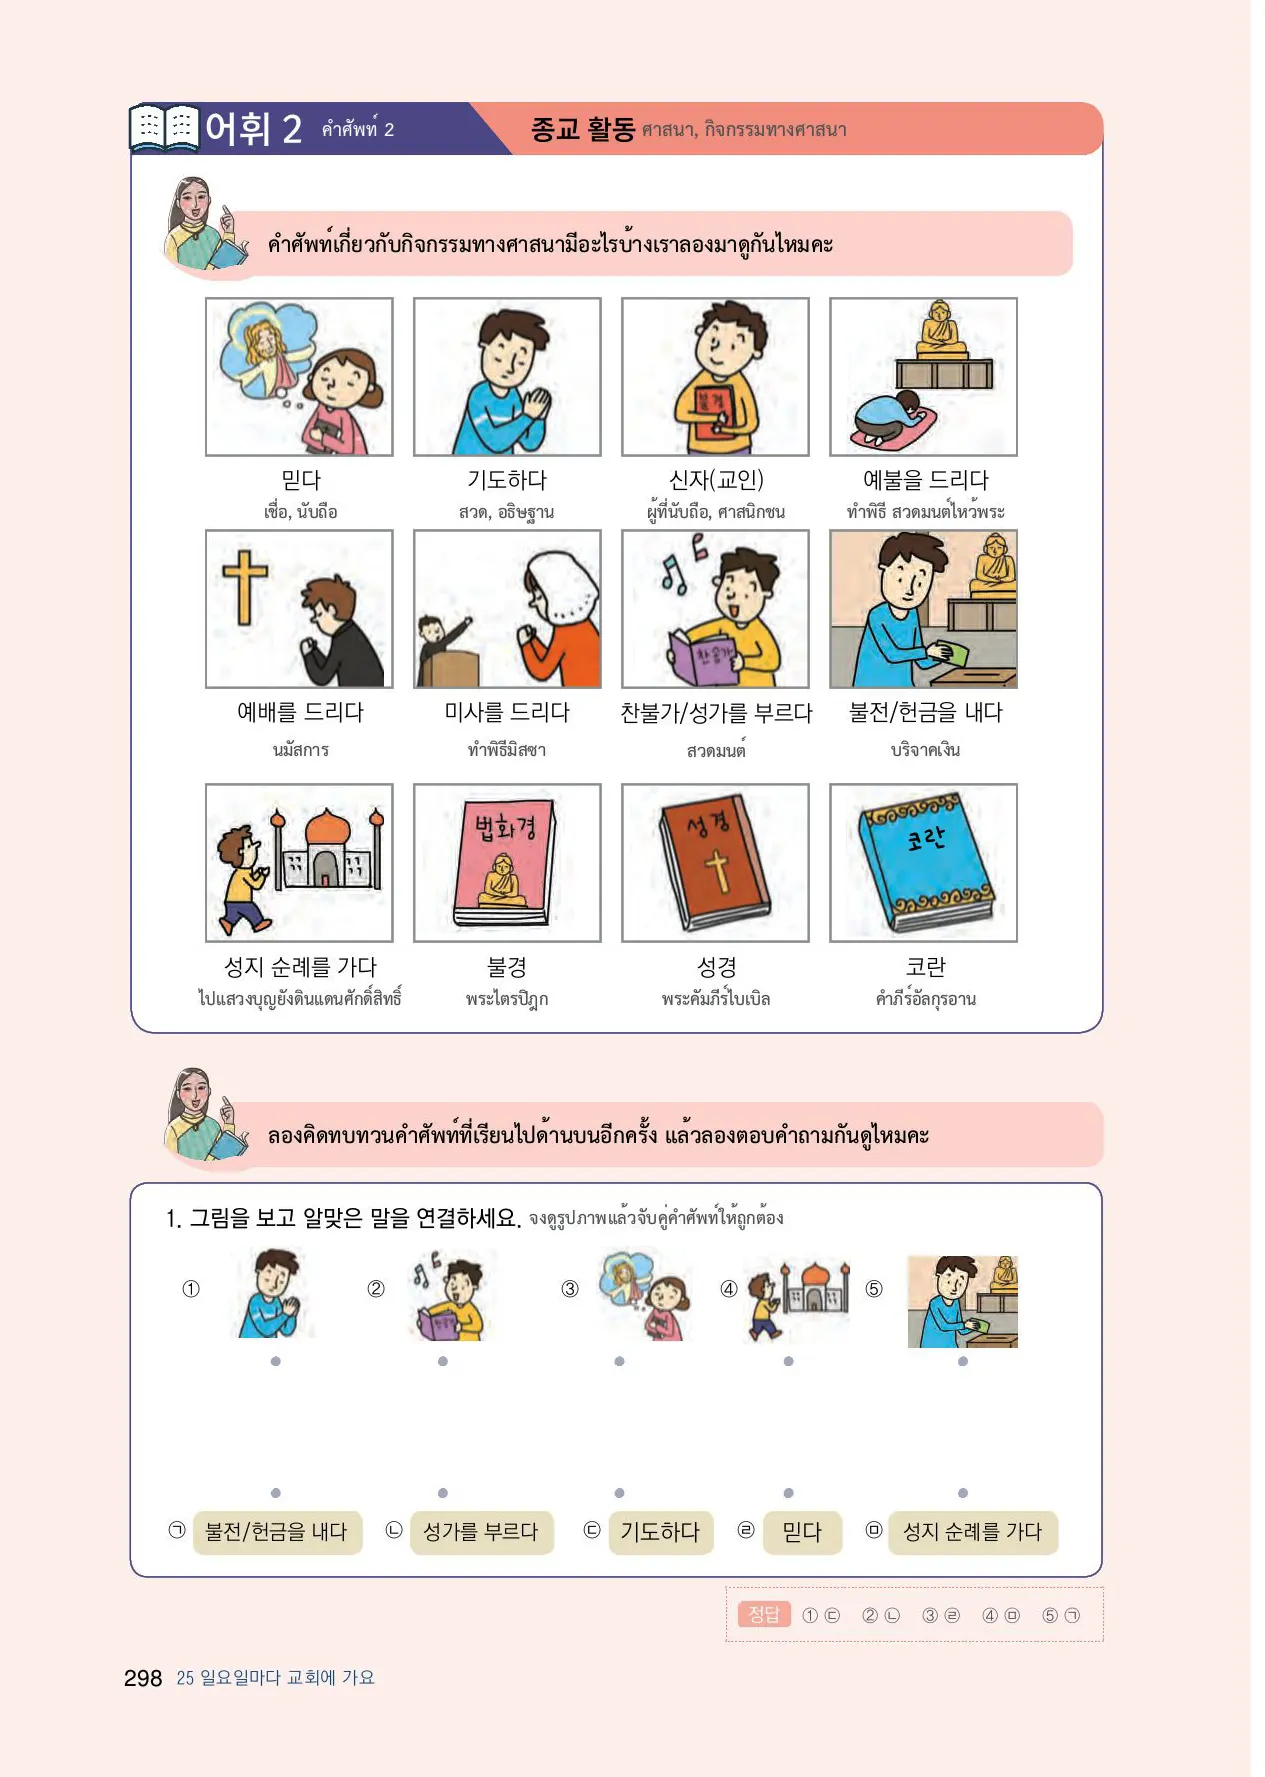 어휘 2 คำศัพท์ 2 종교 활동 ศาสนา, กิจกรรมทางศาสนา
คำศัพท์เกี่ยวกับกิจกรรมทางศาสนามีอะไรบ้างเราลองมาดูกันไหมคะ
불경
믿다 기도하다 신자(교인) 예불을 드리다
เชื่อ, นับถือ สวด, อธิษฐาน ผู้ที่นับถือ, ศาสนิกชน ทำพิธี สวดมนต์ไหว้พระ
찬송가
예배를 드리다 미사를 드리다 찬불가/성가를 부르다 불전/헌금을 내다
นมัสการ ทำพิธีมิสซา สวดมนต์ บริจาคเงิน
법화경 성경 코란
성지 순례를 가다 불경 성경 코란
ไปแสวงบุญยังดินแดนศักดิ์สิทธิ์ พระไตรปิฎก พระคัมภีร์ไบเบิล คำภีร์อัลกุรอาน
ลองคิดทบทวนคำศัพท์ที่เรียนไปด้านบนอีกครั้ง แล้วลองตอบคำถามกันดูไหมคะ
1. 그림을 보고 알맞은 말을 연결하세요. จงดูรูปภาพแล้วจับคู่คำศัพท์ให้ถูกต้อง
① ② ③ ④ ⑤
㉠ 불전/헌금을 내다 ㉡ 성가를 부르다 ㉢ 기도하다 ㉣ 믿다 ㉤ 성지 순례를 가다
정답 ① ㉢ ② ㉡ ③ ㉣ ④ ㉤ ⑤ ㉠
298 25 일요일마다 교회에 가요